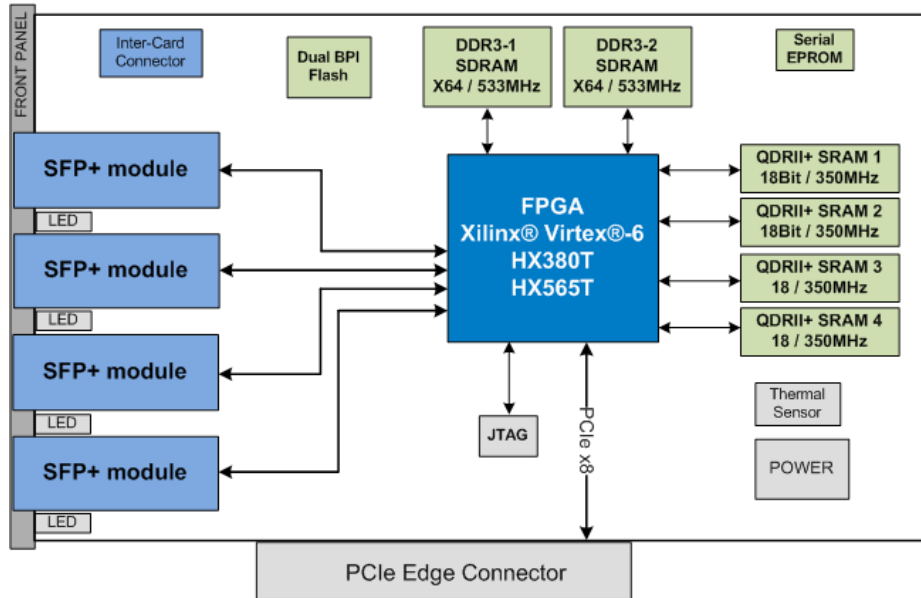 FRONT PANEL
Inter-Card
Connector
Dual BPI
Flash
DDR3-1
SDRAM
X64 / 533MHz
DDR3-2
SDRAM
X64 / 533MHz
Serial
EPROM
SFP+ module
LED
SFP+ module
LED
SFP+ module
LED
SFP+ module
LED
FPGA
Xilinx® Virtex®-6
HX380T
HX565T
QDRII+ SRAM 1
18Bit / 350MHz
QDRII+ SRAM 2
18Bit / 350MHz
QDRII+ SRAM 3
18 / 350MHz
QDRII+ SRAM 4
18 / 350MHz
JTAG
PCIe x8
Thermal
Sensor
POWER
PCIe Edge Connector